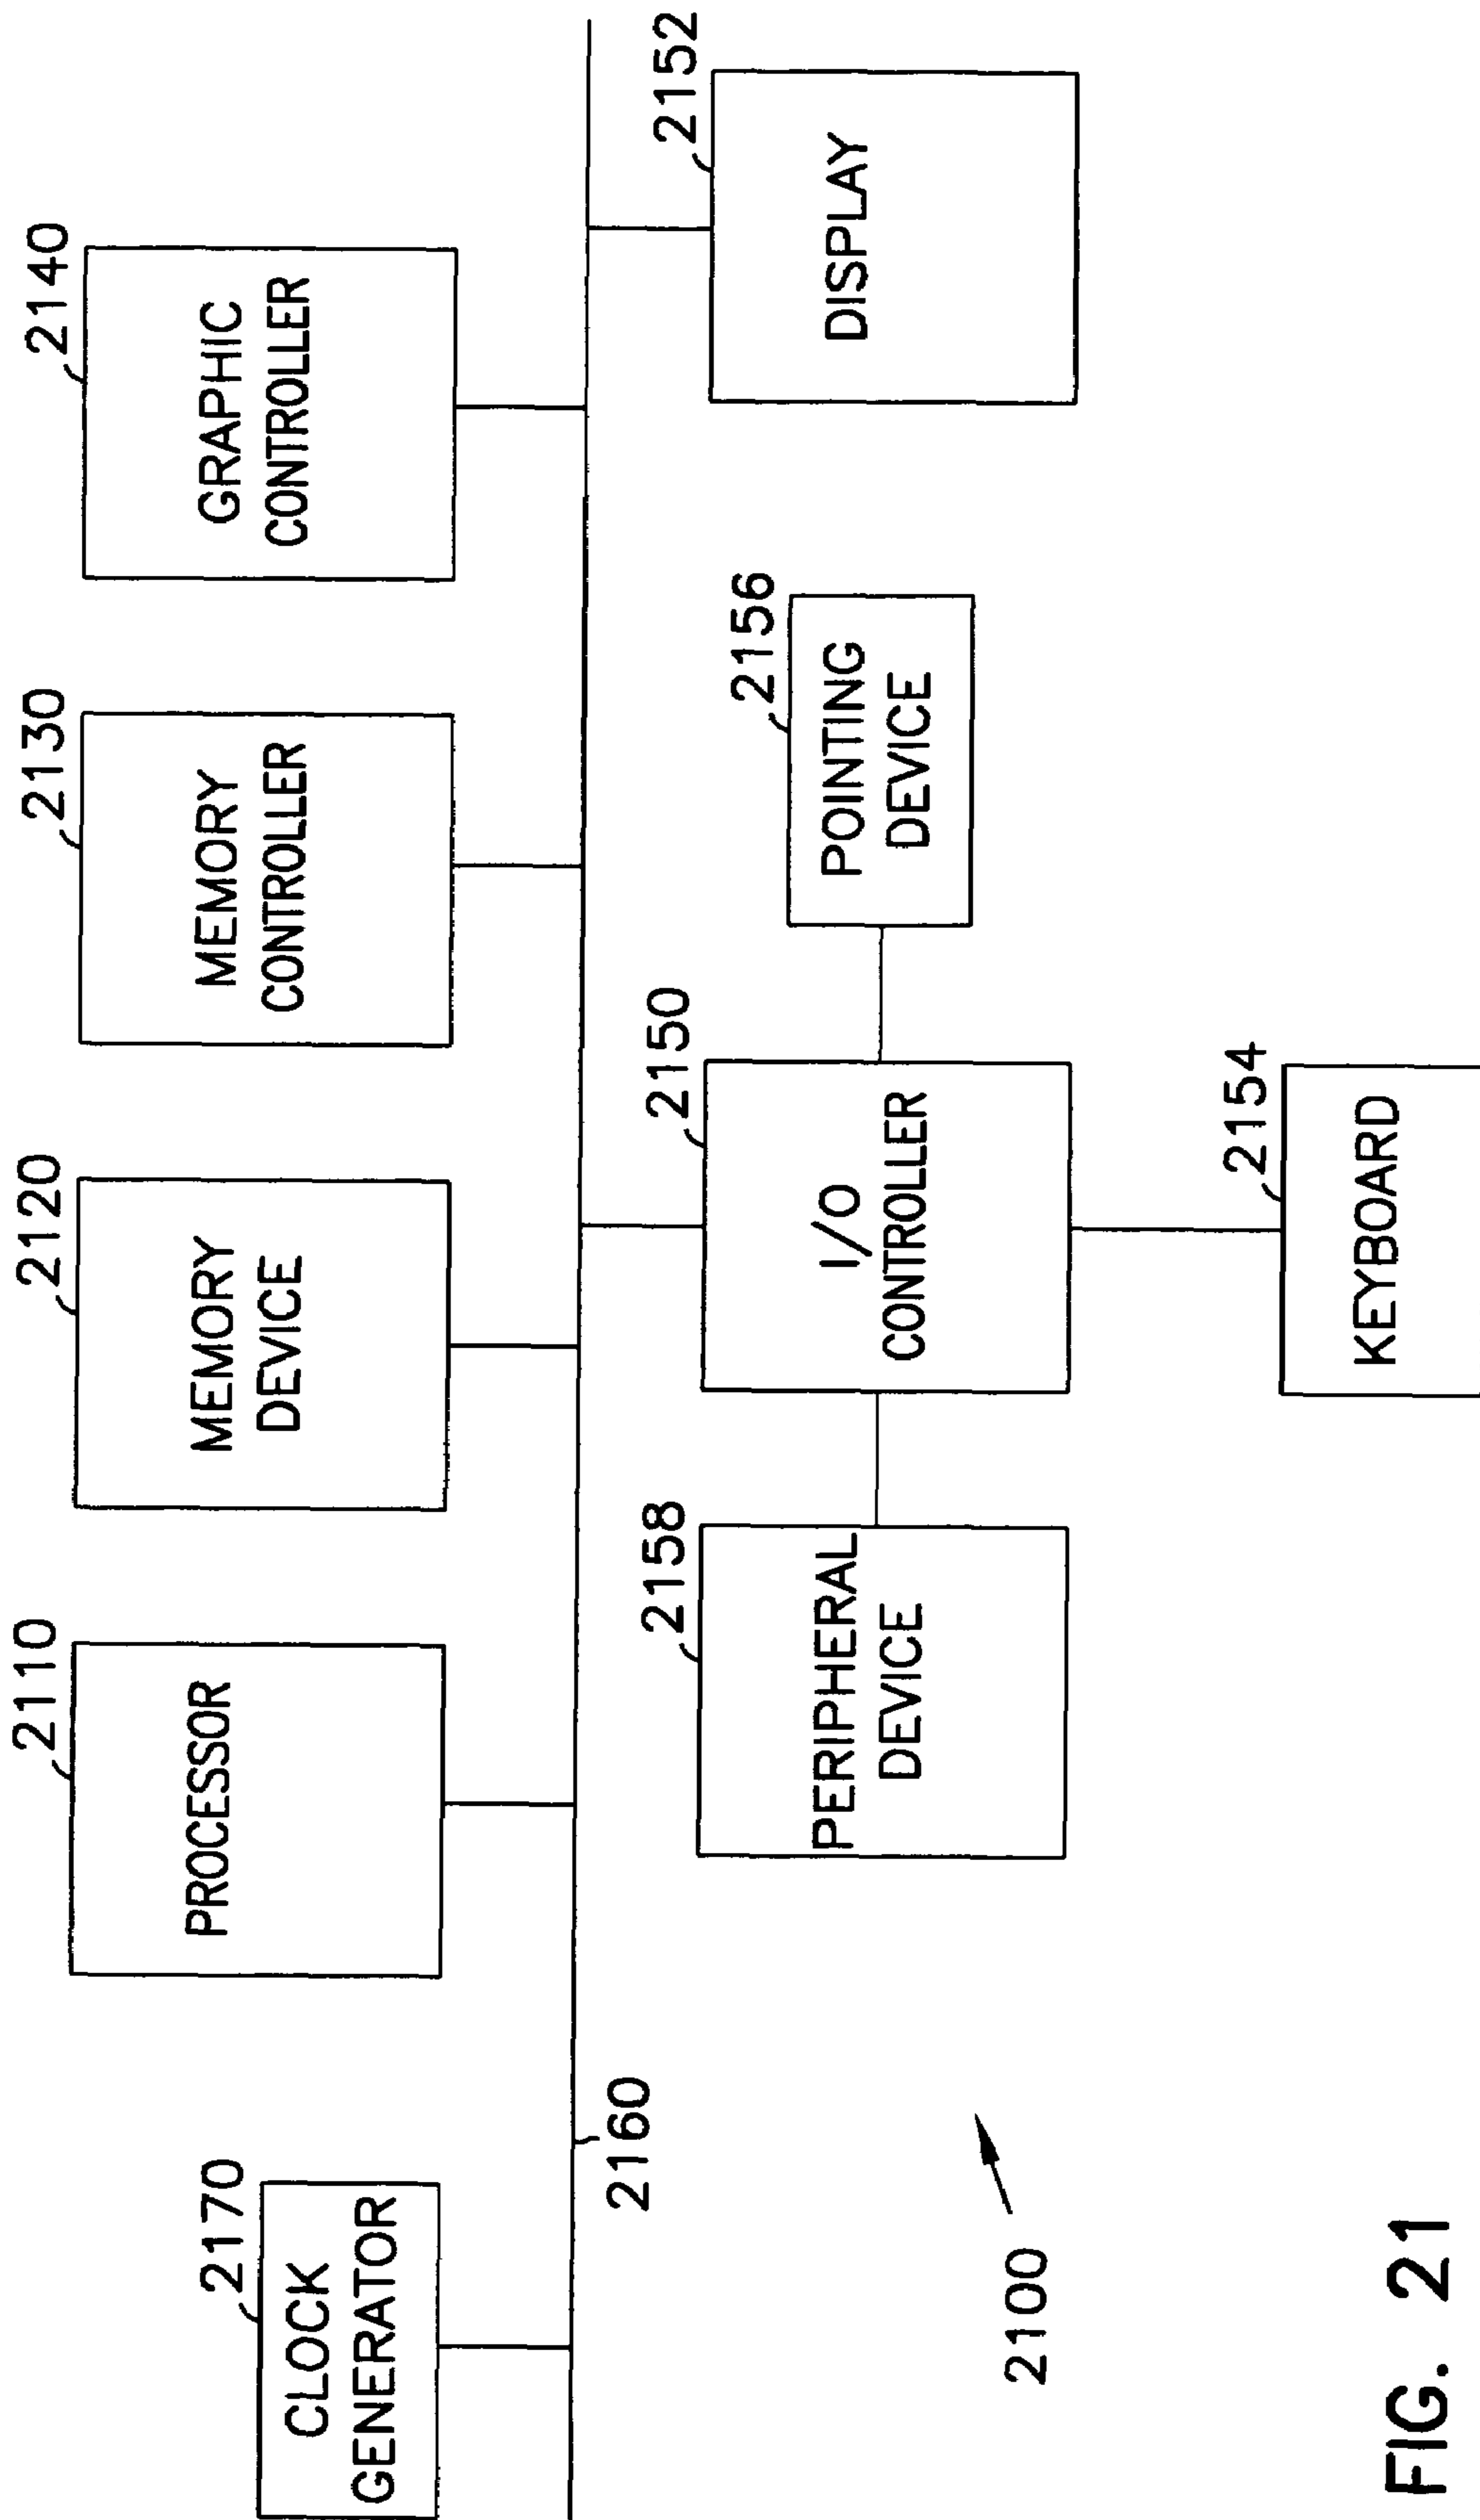 2170
CLOCK
GENERATOR
2110
PROCESSOR
2120
MEMORY
DEVICE
2130
MEMORY
CONTROLLER
2140
GRAPHIC
CONTROLLER
2160
2158
PERIPHERAL
DEVICE
2150
I/O
CONTROLLER
2156
POINTING
DEVICE
2152
DISPLAY
2100
2154
KEYBOARD
FIG. 21